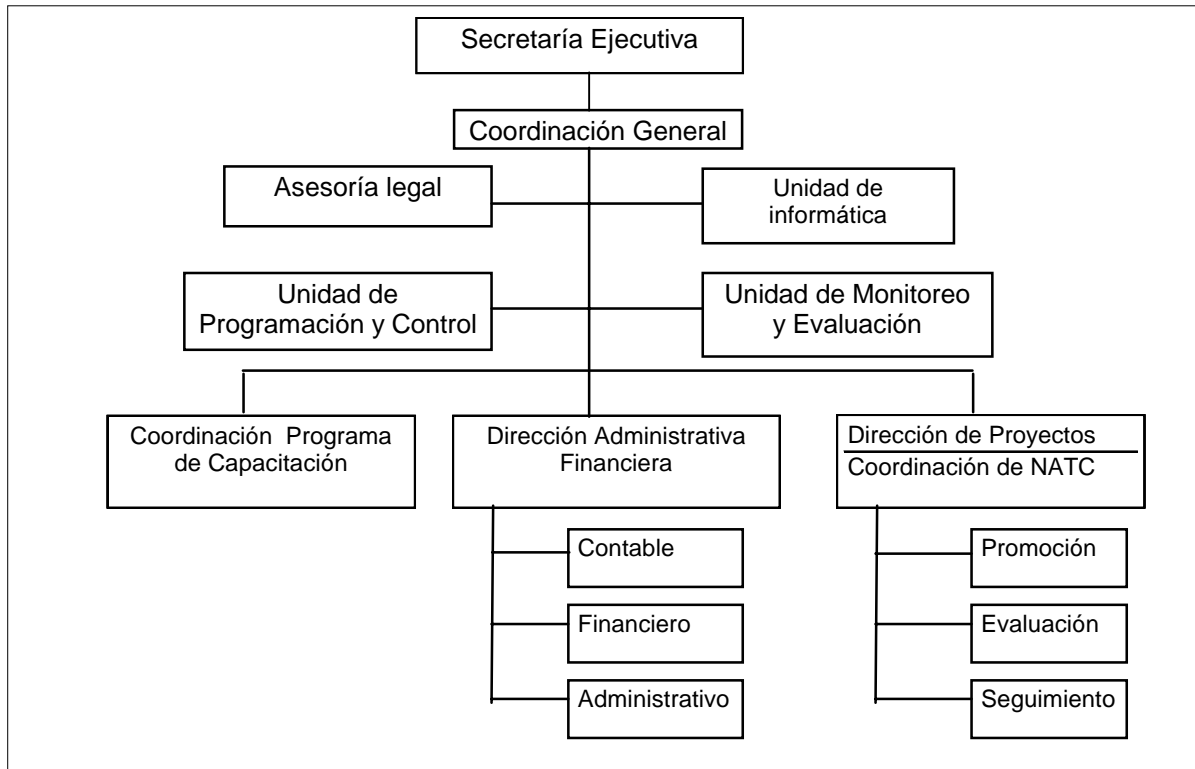 Secretaría Ejecutiva
Coordinación General
Asesoría legal
Unidad de
informática
Unidad de
Programación y Control
Unidad de Monitoreo
y Evaluación
Coordinación Programa
de Capacitación
Dirección Administrativa
Financiera
Dirección de Proyectos
Coordinación de NATC
Contable
Financiero
Administrativo
Promoción
Evaluación
Seguimiento